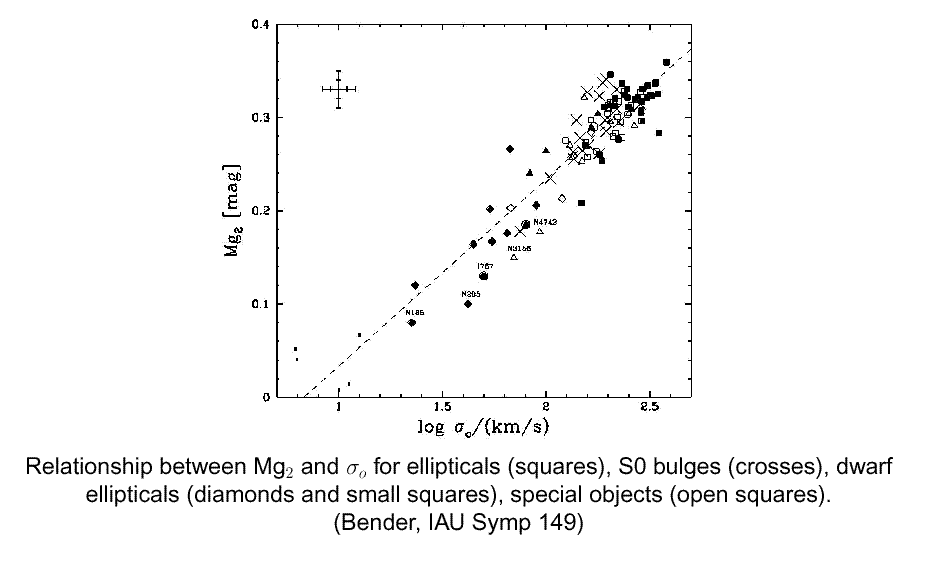 0.4
0.3
Mg₂ [mag]
0.2
N4742
N3156
I767
0.1
N205
N185
0
1
1.5
2
2.5
log σₒ/(km/s)
Relationship between Mg₂ and σₒ for ellipticals (squares), S0 bulges (crosses), dwarf
ellipticals (diamonds and small squares), special objects (open squares).
(Bender, IAU Symp 149)